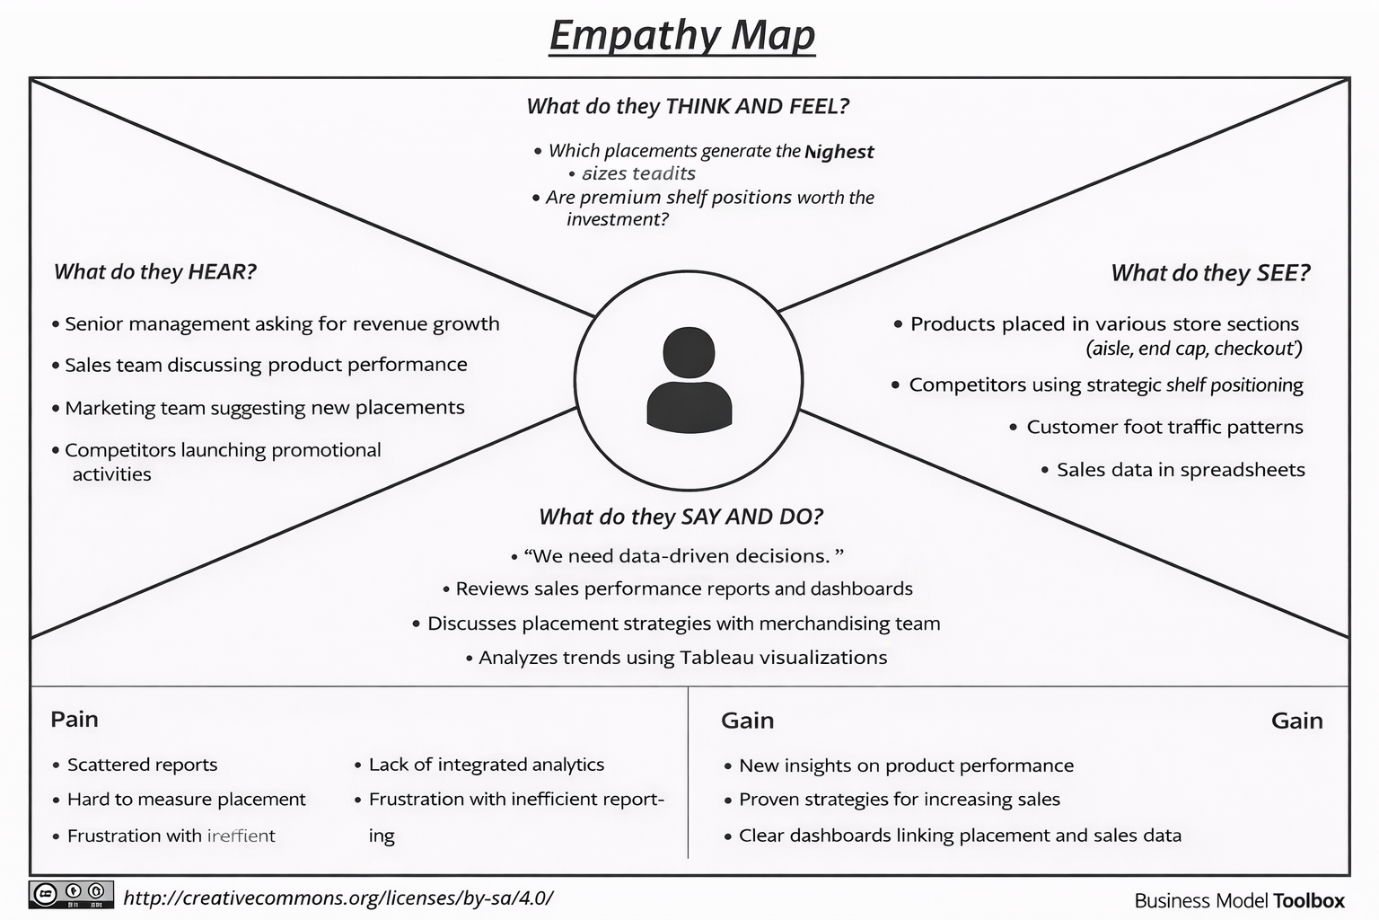 Empathy Map
What do they THINK AND FEEL?
• Which placements generate the Nighest
• sizes teadits
• Are premium shelf positions worth the
investment?
What do they HEAR?
• Senior management asking for revenue growth
• Sales team discussing product performance
• Marketing team suggesting new placements
• Competitors launching promotional
activities
What do they SEE?
• Products placed in various store sections
(aisle, end cap, checkout)
• Competitors using strategic shelf positioning
• Customer foot traffic patterns
• Sales data in spreadsheets
What do they SAY AND DO?
• “We need data-driven decisions. ”
• Reviews sales performance reports and dashboards
• Discusses placement strategies with merchandising team
• Analyzes trends using Tableau visualizations
Pain
• Scattered reports
• Hard to measure placement
• Frustration with
• Lack of integrated analytics
• Frustration with inefficient report-
ing
Gain
Gain
• New insights on product performance
• Proven strategies for increasing sales
• Clear dashboards linking placement and sales data
http://creativecommons.org/licenses/by-sa/4.0/
Business Model Toolbox